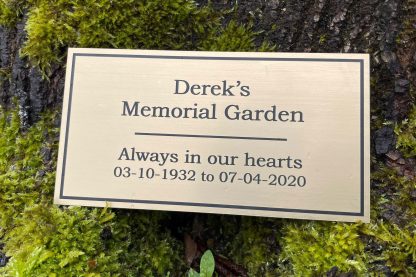 Derek's
Memorial Garden
Always in our hearts
03-10-1932 to 07-04-2020